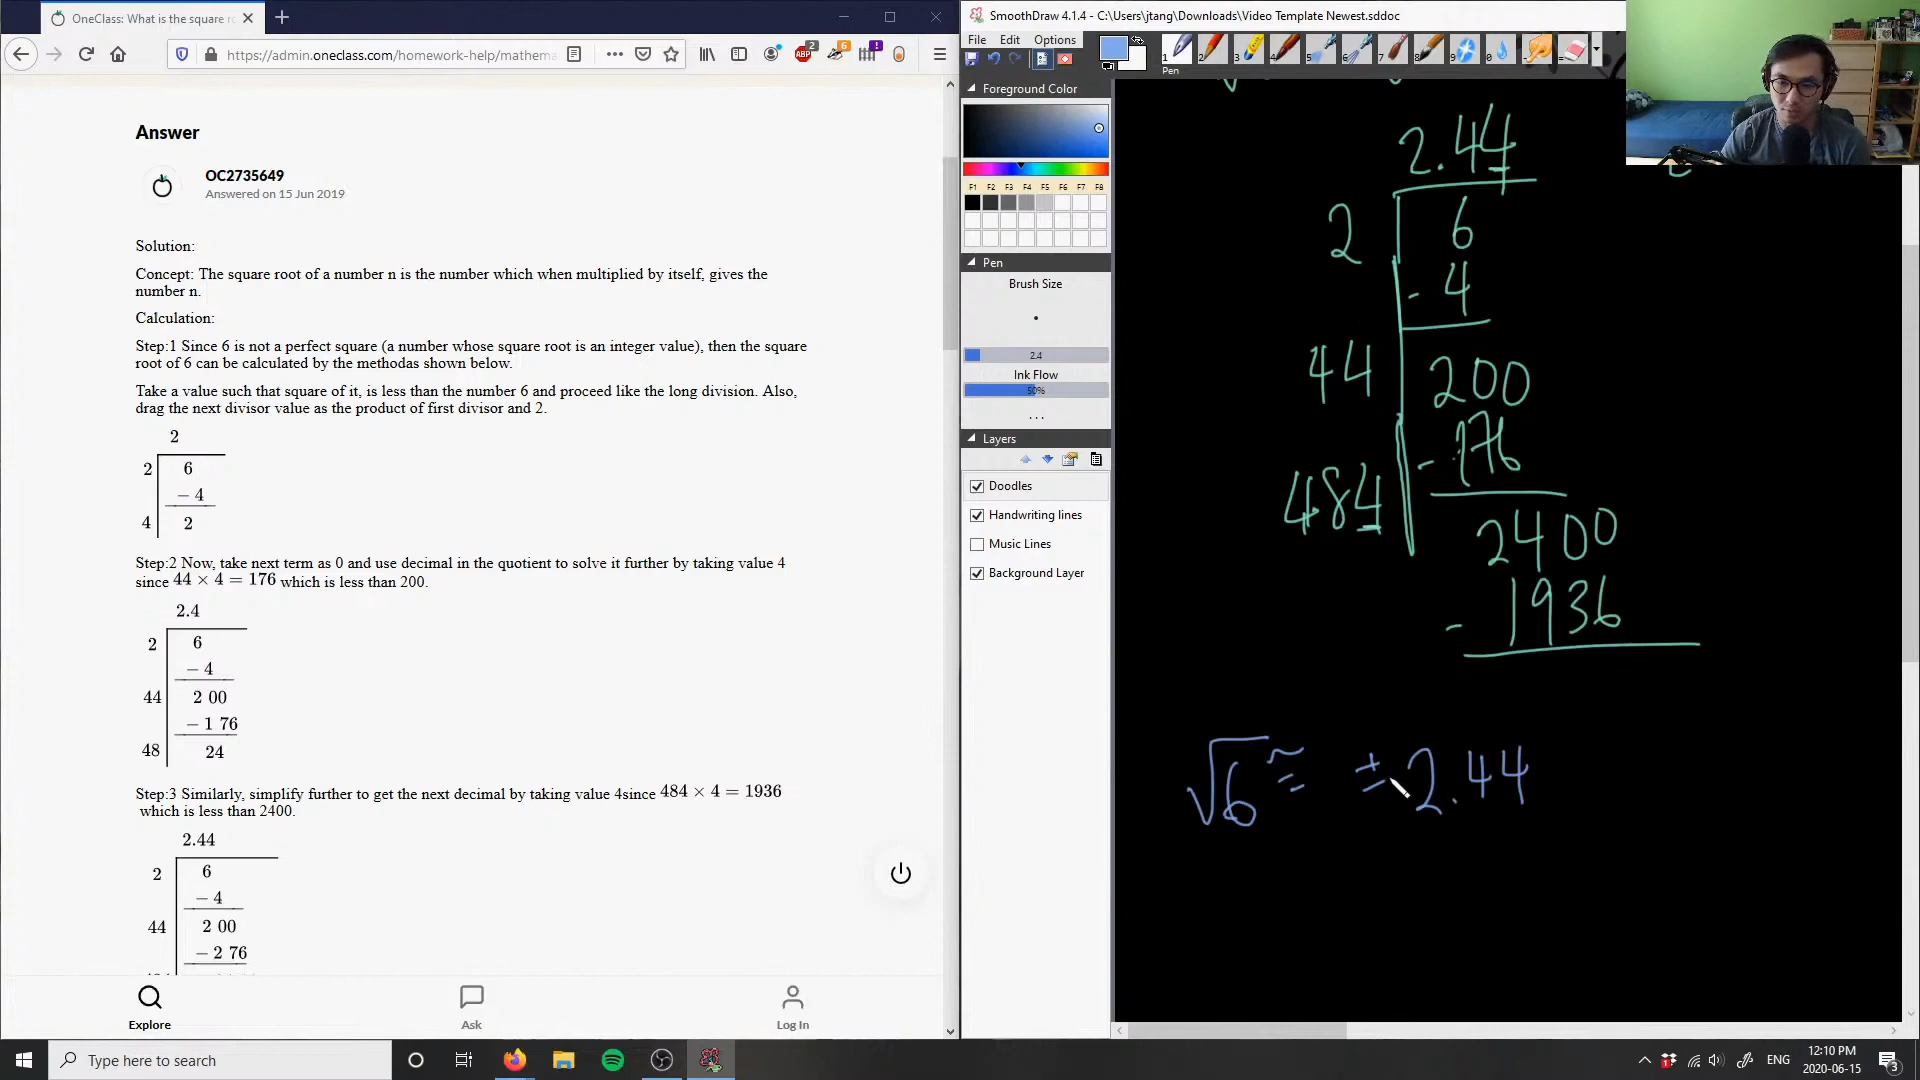 OneClass: What is the square r
https://admin.oneclass.com/homework-help/mathema
Answer
OC2735649
Answered on 15 Jun 2019
Solution:
Concept: The square root of a number n is the number which when multiplied by itself, gives the
number n.
Calculation:
Step:1 Since 6 is not a perfect square (a number whose square root is an integer value), then the square
root of 6 can be calculated by the methodas shown below.
Take a value such that square of it, is less than the number 6 and proceed like the long division. Also,
drag the next divisor value as the product of first divisor and 2.
2
2 6
− 4
4 2
Step:2 Now, take next term as 0 and use decimal in the quotient to solve it further by taking value 4
since 44 × 4 = 176 which is less than 200.
2.4
2 6
− 4
44 2 00
− 1 76
48 24
Step:3 Similarly, simplify further to get the next decimal by taking value 4since 484 × 4 = 1936
which is less than 2400.
2.44
2 6
− 4
44 2 00
− 2 76
Explore
Ask
Log In
SmoothDraw 4.1.4 - C:\Users\jtang\Downloads\Video Template Newest.sddoc
File Edit Options
Pen
Foreground Color
F1 F2 F3 F4 F5 F6 F7 F8
Pen
Brush Size
2.4
Ink Flow
50%
...
Layers
Doodles
Handwriting lines
Music Lines
Background Layer
2.44
2 6
- 4
44 200
- 176
484 2400
- 1936
√6 ≅ ± 2.44
Type here to search
ENG
12:10 PM
2020-06-15
3